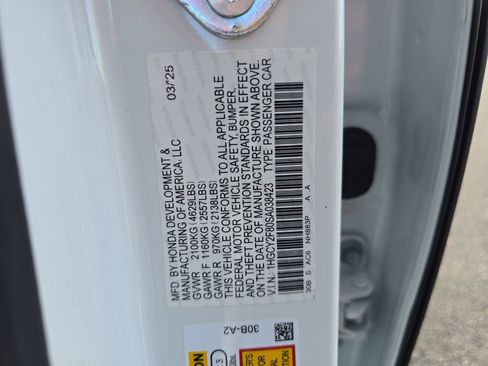 MFD. BY HONDA DEVELOPMENT & 03/'25
MANUFACTURING OF AMERICA, LLC
GVWR 2100KG(4629LBS)
GAWR F 1160KG(2557LBS)
GAWR R 970KG(2138LBS)
THIS VEHICLE CONFORMS TO ALL APPLICABLE
FEDERAL MOTOR VEHICLE SAFETY, BUMPER,
AND THEFT PREVENTION STANDARDS IN EFFECT
ON THE DATE OF MANUFACTURE SHOWN ABOVE.
V.I.N.: 1HGCY2F80SA038423 TYPE: PASSENGER CAR
30B S AC6 NH883P A A
30B-A2